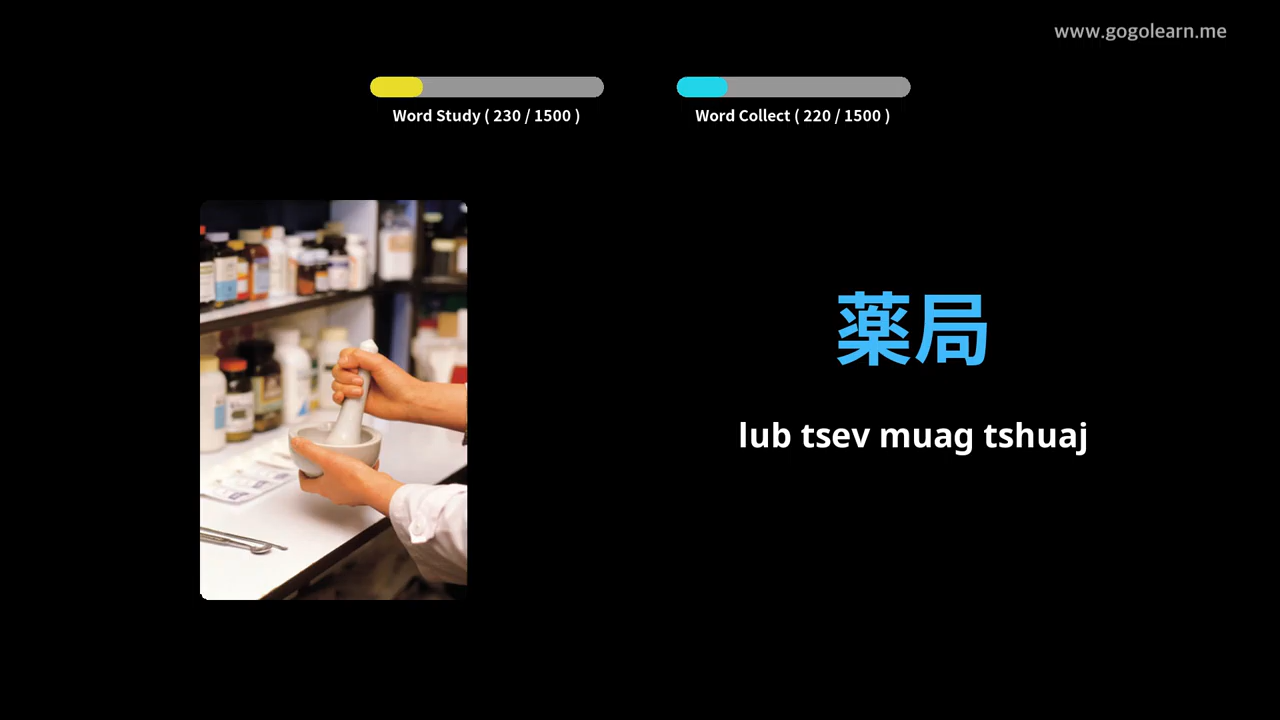 www.gogolearn.me
Word Study ( 230 / 1500 )
Word Collect ( 220 / 1500 )
薬局
lub tsev muag tshuaj